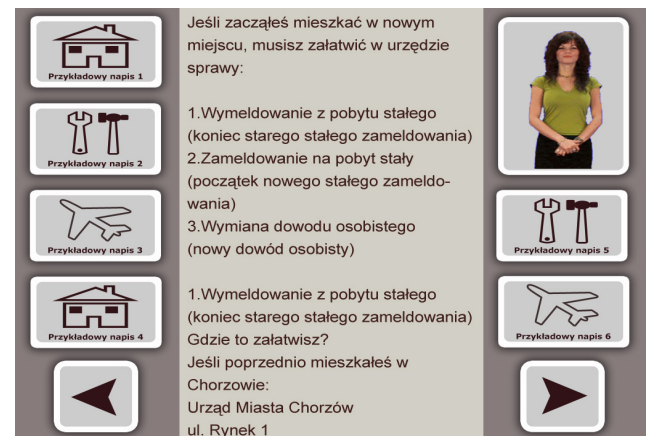 Przykładowy napis 1
Przykładowy napis 2
Przykładowy napis 3
Przykładowy napis 4
Jeśli zacząłeś mieszkać w nowym
miejscu, musisz załatwić w urzędzie
sprawy:
1.Wymeldowanie z pobytu stałego
(koniec starego stałego zameldowania)
2.Zameldowanie na pobyt stały
(początek nowego stałego zameldo-
wania)
3.Wymiana dowodu osobistego
(nowy dowód osobisty)
1.Wymeldowanie z pobytu stałego
(koniec starego stałego zameldowania)
Gdzie to załatwisz?
Jeśli poprzednio mieszkałeś w
Chorzowie:
Urząd Miasta Chorzów
ul. Rynek 1
Przykładowy napis 5
Przykładowy napis 6